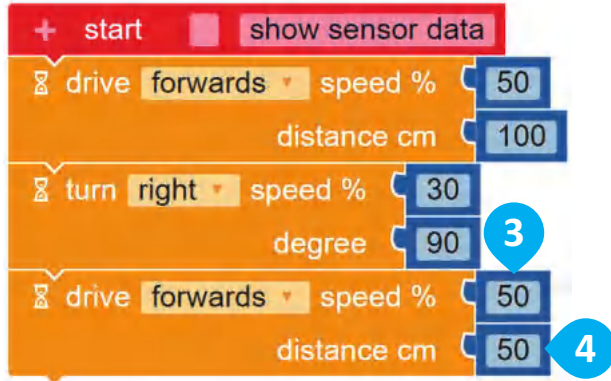 + start show sensor data
drive forwards speed % 50
distance cm 100
turn right speed % 30
degree 90
3
drive forwards speed % 50
distance cm 50
4